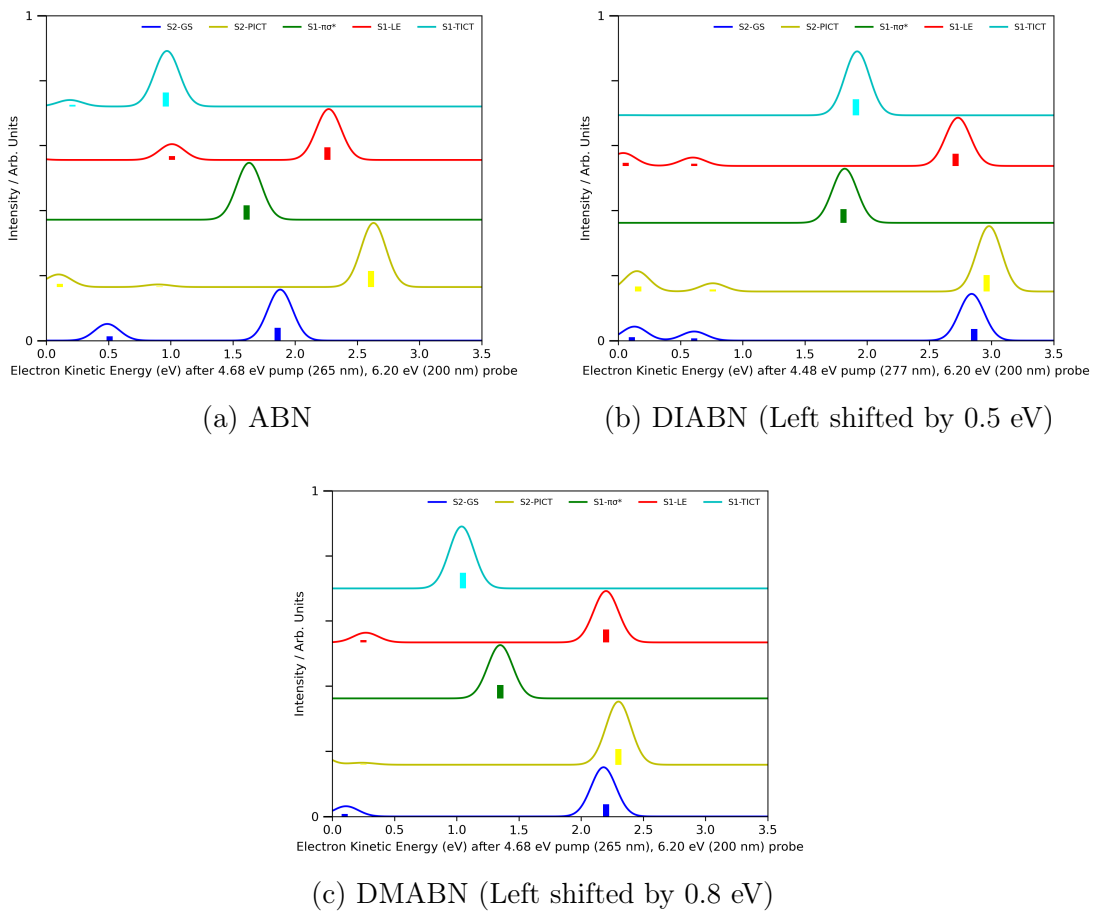 1
S2-GS S2-PICT S1-πσ* S1-LE S1-TICT
Intensity / Arb. Units
0
0.0 0.5 1.0 1.5 2.0 2.5 3.0 3.5
Electron Kinetic Energy (eV) after 4.68 eV pump (265 nm), 6.20 eV (200 nm) probe
(a) ABN
1
S2-GS S2-PICT S1-πσ* S1-LE S1-TICT
Intensity / Arb. Units
0
0.0 0.5 1.0 1.5 2.0 2.5 3.0 3.5
Electron Kinetic Energy (eV) after 4.48 eV pump (277 nm), 6.20 eV (200 nm) probe
(b) DIABN (Left shifted by 0.5 eV)
1
S2-GS S2-PICT S1-πσ* S1-LE S1-TICT
Intensity / Arb. Units
0
0.0 0.5 1.0 1.5 2.0 2.5 3.0 3.5
Electron Kinetic Energy (eV) after 4.68 eV pump (265 nm), 6.20 eV (200 nm) probe
(c) DMABN (Left shifted by 0.8 eV)